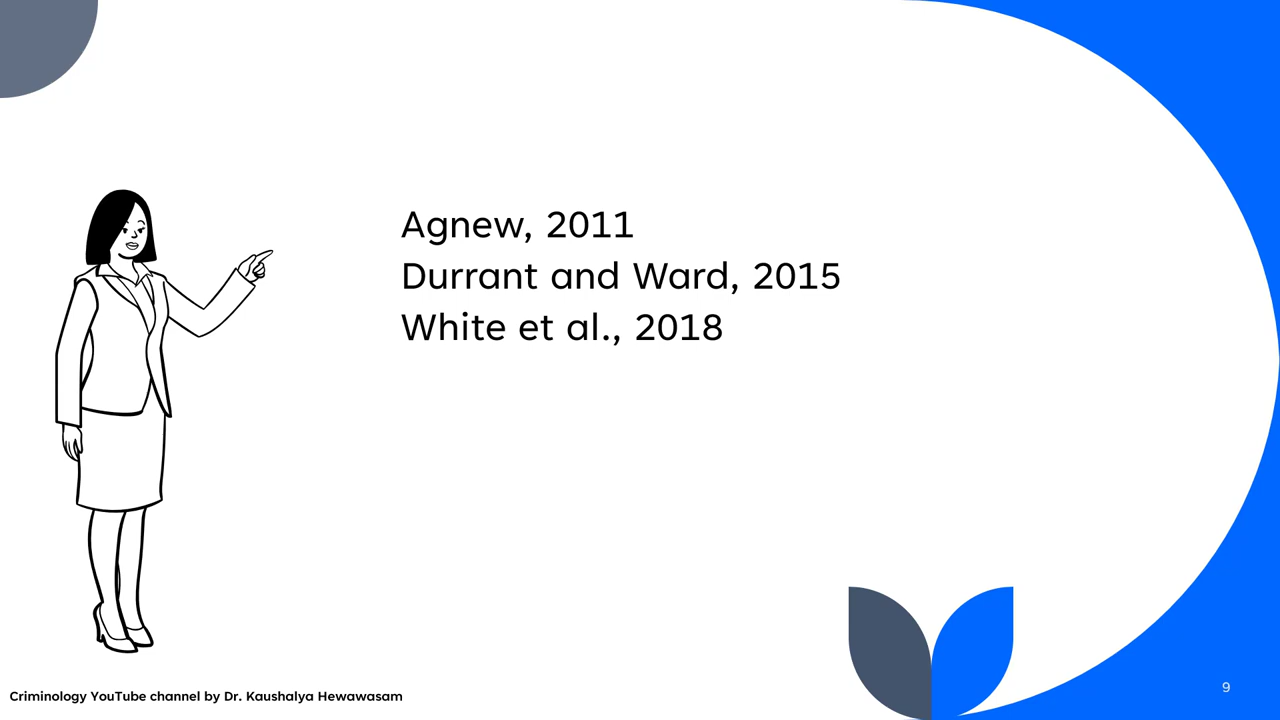 Agnew, 2011
Durrant and Ward, 2015
White et al., 2018
Criminology YouTube channel by Dr. Kaushalya Hewawasam
9